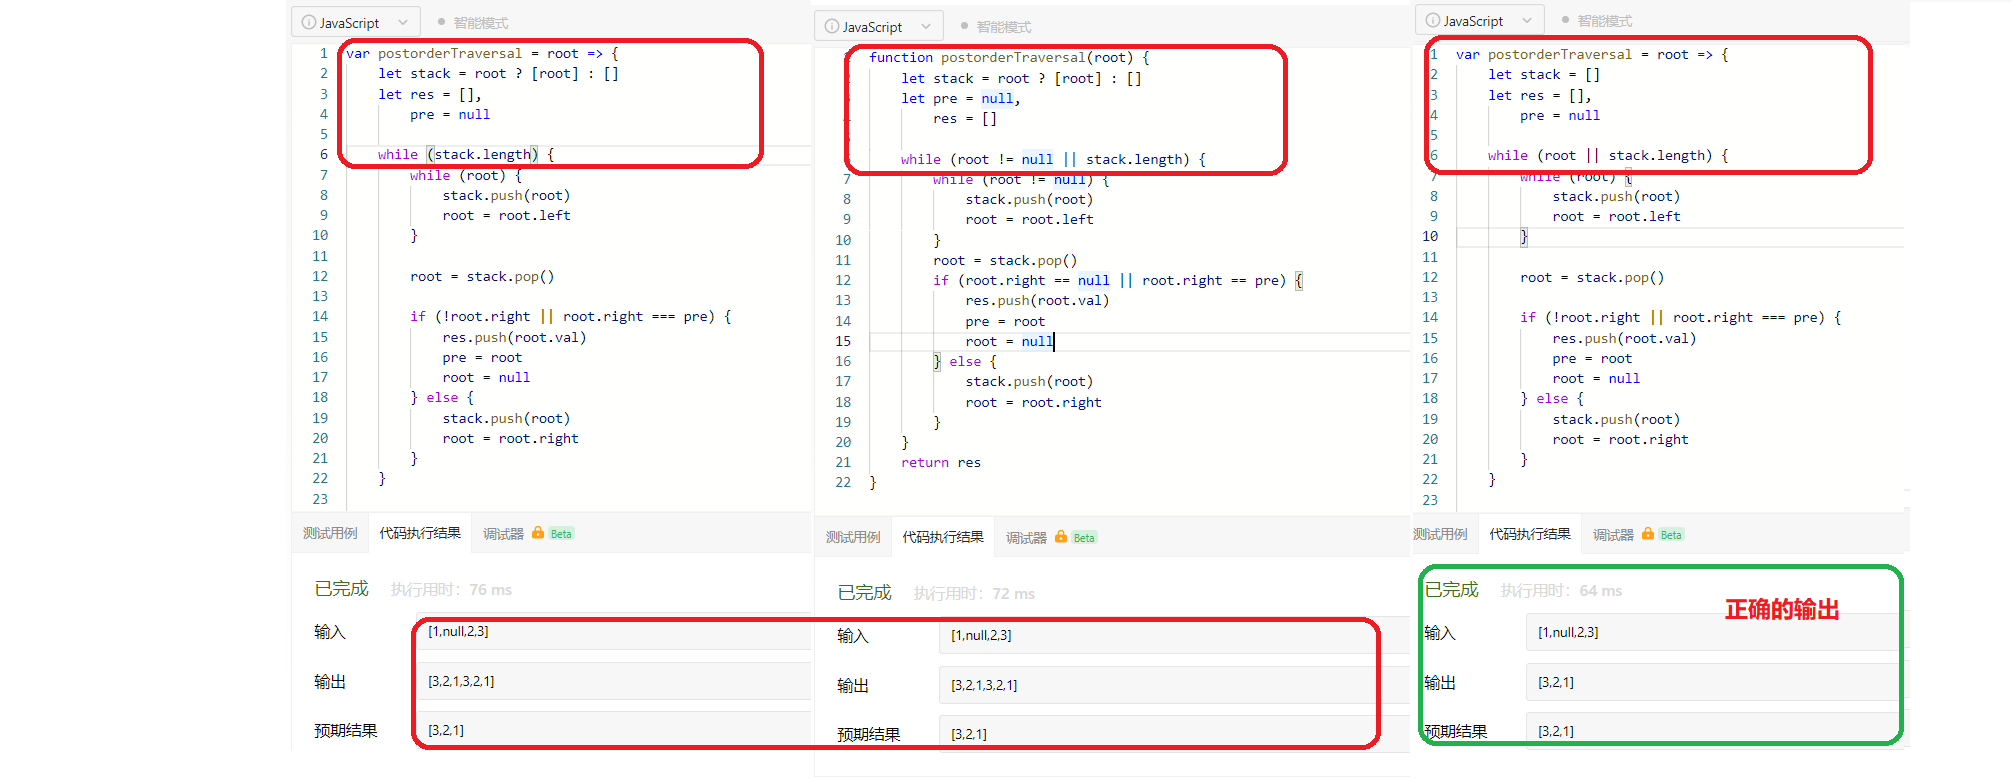 JavaScript
智能模式
1 var postorderTraversal = root => {
2 let stack = root ? [root] : []
3 let res = [],
4 pre = null
5
6 while (stack.length) {
7 while (root) {
8 stack.push(root)
9 root = root.left
10 }
11
12 root = stack.pop()
13
14 if (!root.right || root.right === pre) {
15 res.push(root.val)
16 pre = root
17 root = null
18 } else {
19 stack.push(root)
20 root = root.right
21 }
22 }
23
测试用例 代码执行结果 调试器 Beta
已完成 执行用时: 76 ms
输入 [1,null,2,3]
输出 [3,2,1,3,2,1]
预期结果 [3,2,1]
JavaScript
智能模式
function postorderTraversal(root) {
let stack = root ? [root] : []
let pre = null,
res = []
while (root != null || stack.length) {
7 while (root != null) {
8 stack.push(root)
9 root = root.left
10 }
11 root = stack.pop()
12 if (root.right == null || root.right == pre) {
13 res.push(root.val)
14 pre = root
15 root = null
16 } else {
17 stack.push(root)
18 root = root.right
19 }
20 }
21 return res
22 }
测试用例 代码执行结果 调试器 Beta
已完成 执行用时: 72 ms
输入 [1,null,2,3]
输出 [3,2,1,3,2,1]
预期结果 [3,2,1]
JavaScript
智能模式
1 var postorderTraversal = root => {
2 let stack = []
3 let res = [],
4 pre = null
5
6 while (root || stack.length) {
7 while (root) {
8 stack.push(root)
9 root = root.left
10 }
11
12 root = stack.pop()
13
14 if (!root.right || root.right === pre) {
15 res.push(root.val)
16 pre = root
17 root = null
18 } else {
19 stack.push(root)
20 root = root.right
21 }
22 }
23
测试用例 代码执行结果 调试器 Beta
已完成 执行用时: 64 ms
正确的输出
输入 [1,null,2,3]
输出 [3,2,1]
预期结果 [3,2,1]